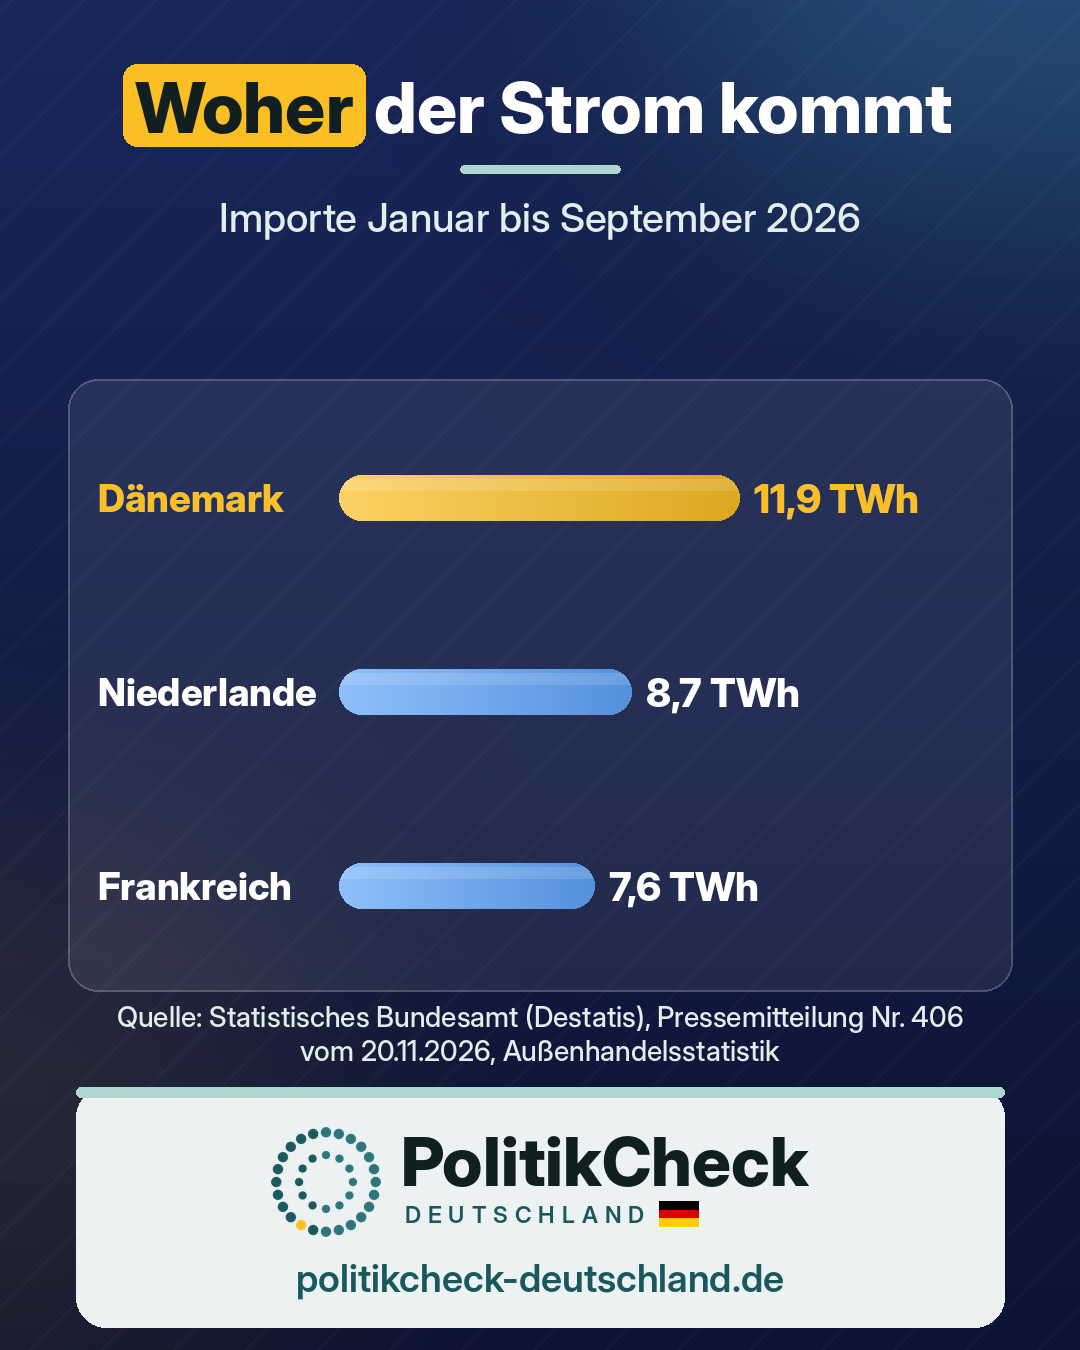 Woher der Strom kommt
Importe Januar bis September 2026
Dänemark 11,9 TWh
Niederlande 8,7 TWh
Frankreich 7,6 TWh
Quelle: Statistisches Bundesamt (Destatis), Pressemitteilung Nr. 406
vom 20.11.2026, Außenhandelsstatistik
PolitikCheck
DEUTSCHLAND
politikcheck-deutschland.de